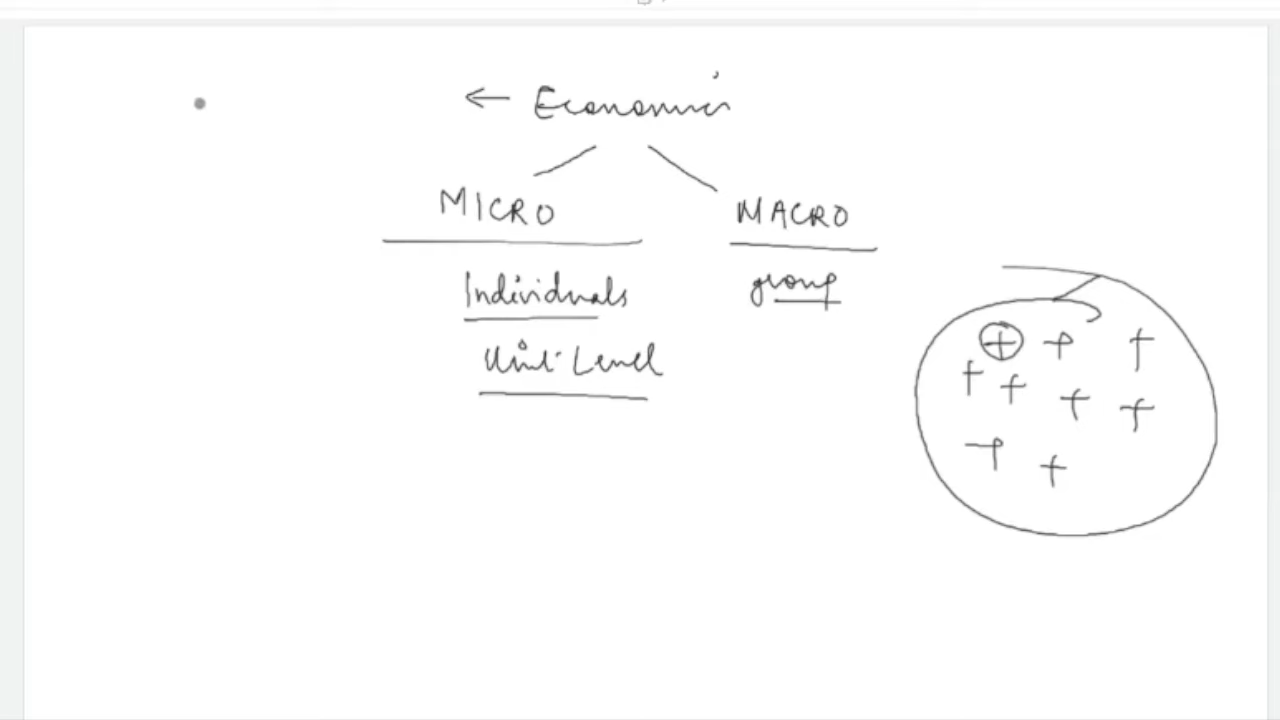 ← Economics
MICRO
MACRO
Individuals
group
Unit Level